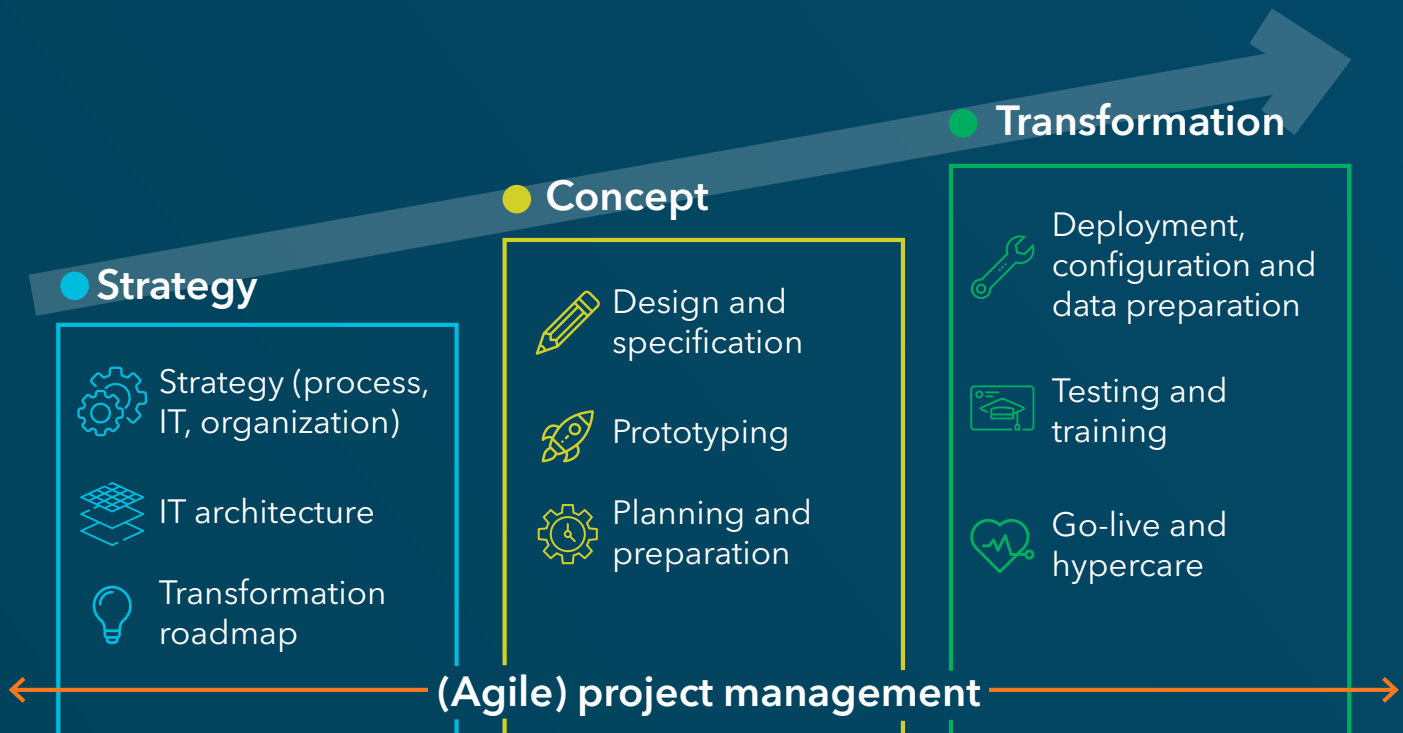 Strategy
Strategy (process,
IT, organization)
IT architecture
Transformation
roadmap
Concept
Design and
specification
Prototyping
Planning and
preparation
Transformation
Deployment,
configuration and
data preparation
Testing and
training
Go-live and
hypercare
(Agile) project management